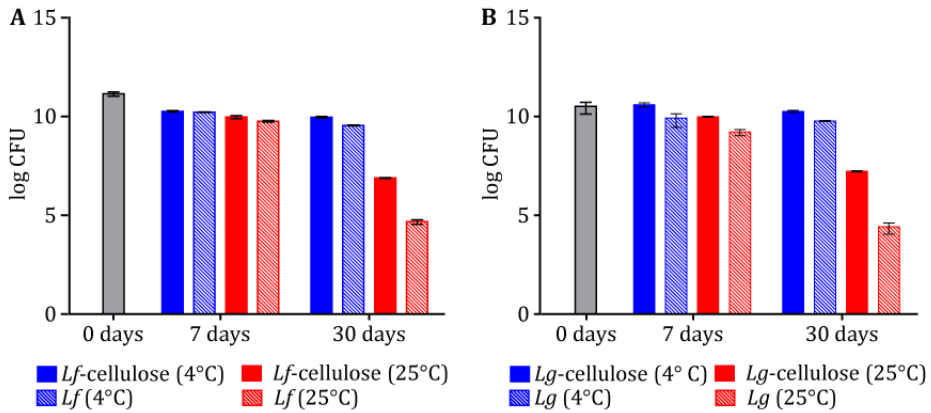 A
15
10
5
0
log CFU
0 days
7 days
30 days
Lf-cellulose (4°C)
Lf-cellulose (25°C)
Lf (4°C)
Lf (25°C)
B
15
10
5
0
log CFU
0 days
7 days
30 days
Lg-cellulose (4° C)
Lg-cellulose (25°C)
Lg (4°C)
Lg (25°C)